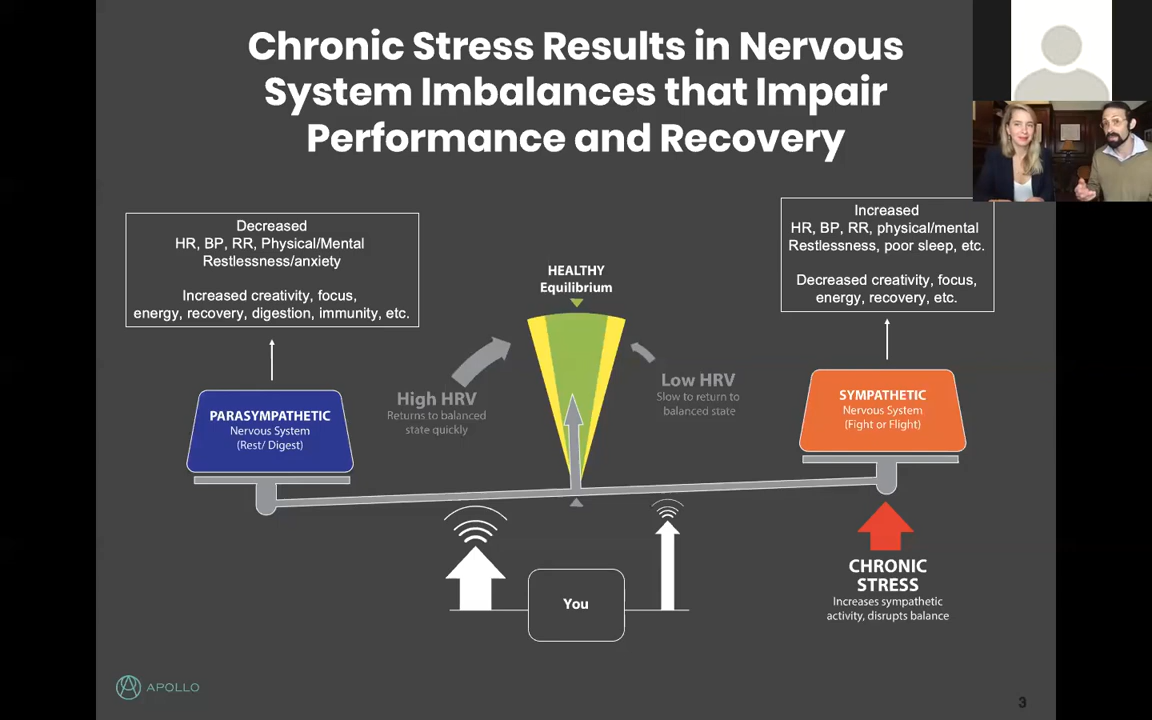 Chronic Stress Results in Nervous
System Imbalances that Impair
Performance and Recovery
Decreased
HR, BP, RR, Physical/Mental
Restlessness/anxiety
Increased creativity, focus,
energy, recovery, digestion, immunity, etc.
Increased
HR, BP, RR, physical/mental
Restlessness, poor sleep, etc.
Decreased creativity, focus,
energy, recovery, etc.
HEALTHY
Equilibrium
High HRV
Returns to balanced
state quickly
Low HRV
Slow to return to
balanced state
PARASYMPATHETIC
Nervous System
(Rest/ Digest)
SYMPATHETIC
Nervous System
(Fight or Flight)
You
CHRONIC
STRESS
Increases sympathetic
activity, disrupts balance
APOLLO
3